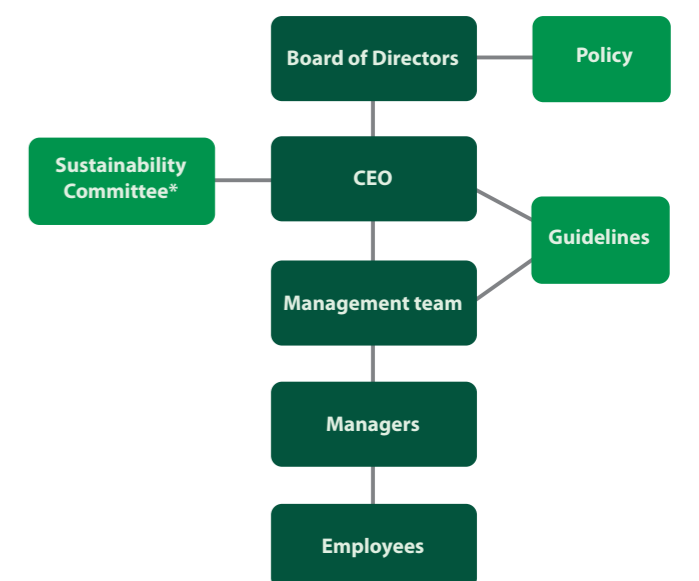 Board of Directors
Policy
Sustainability
Committee*
CEO
Guidelines
Management team
Managers
Employees